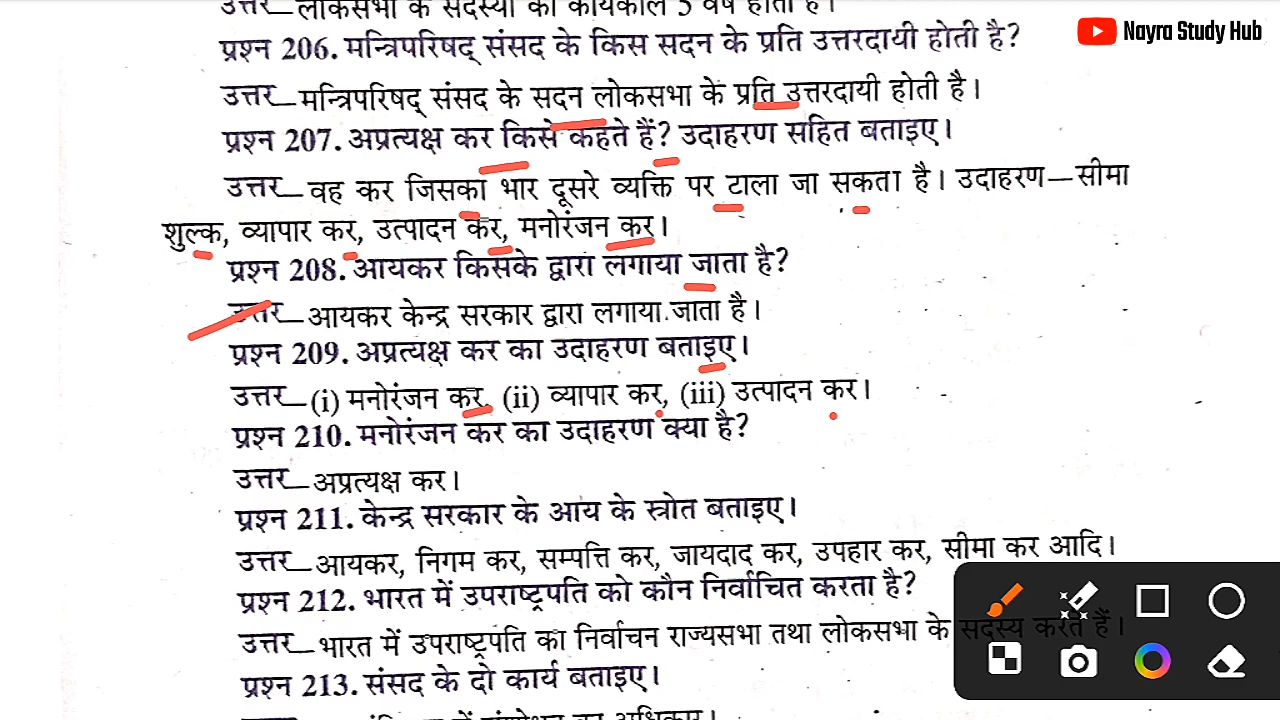 उत्तर—लोकसभा के सदस्यों का कार्यकाल 5 वर्ष होता है।
Nayra Study Hub
प्रश्न 206. मन्त्रिपरिषद् संसद के किस सदन के प्रति उत्तरदायी होती है?
उत्तर—मन्त्रिपरिषद् संसद के सदन लोकसभा के प्रति उत्तरदायी होती है।
प्रश्न 207. अप्रत्यक्ष कर किसे कहते हैं? उदाहरण सहित बताइए।
उत्तर—वह कर जिसका भार दूसरे व्यक्ति पर टाला जा सकता है। उदाहरण—सीमा
शुल्क, व्यापार कर, उत्पादन कर, मनोरंजन कर।
प्रश्न 208. आयकर किसके द्वारा लगाया जाता है?
उत्तर—आयकर केन्द्र सरकार द्वारा लगाया जाता है।
प्रश्न 209. अप्रत्यक्ष कर का उदाहरण बताइए।
उत्तर—(i) मनोरंजन कर, (ii) व्यापार कर, (iii) उत्पादन कर।
प्रश्न 210. मनोरंजन कर का उदाहरण क्या है?
उत्तर—अप्रत्यक्ष कर।
प्रश्न 211. केन्द्र सरकार के आय के स्त्रोत बताइए।
उत्तर—आयकर, निगम कर, सम्पत्ति कर, जायदाद कर, उपहार कर, सीमा कर आदि।
प्रश्न 212. भारत में उपराष्ट्रपति को कौन निर्वाचित करता है?
उत्तर—भारत में उपराष्ट्रपति का निर्वाचन राज्यसभा तथा लोकसभा के सदस्य करते हैं।
प्रश्न 213. संसद के दो कार्य बताइए।